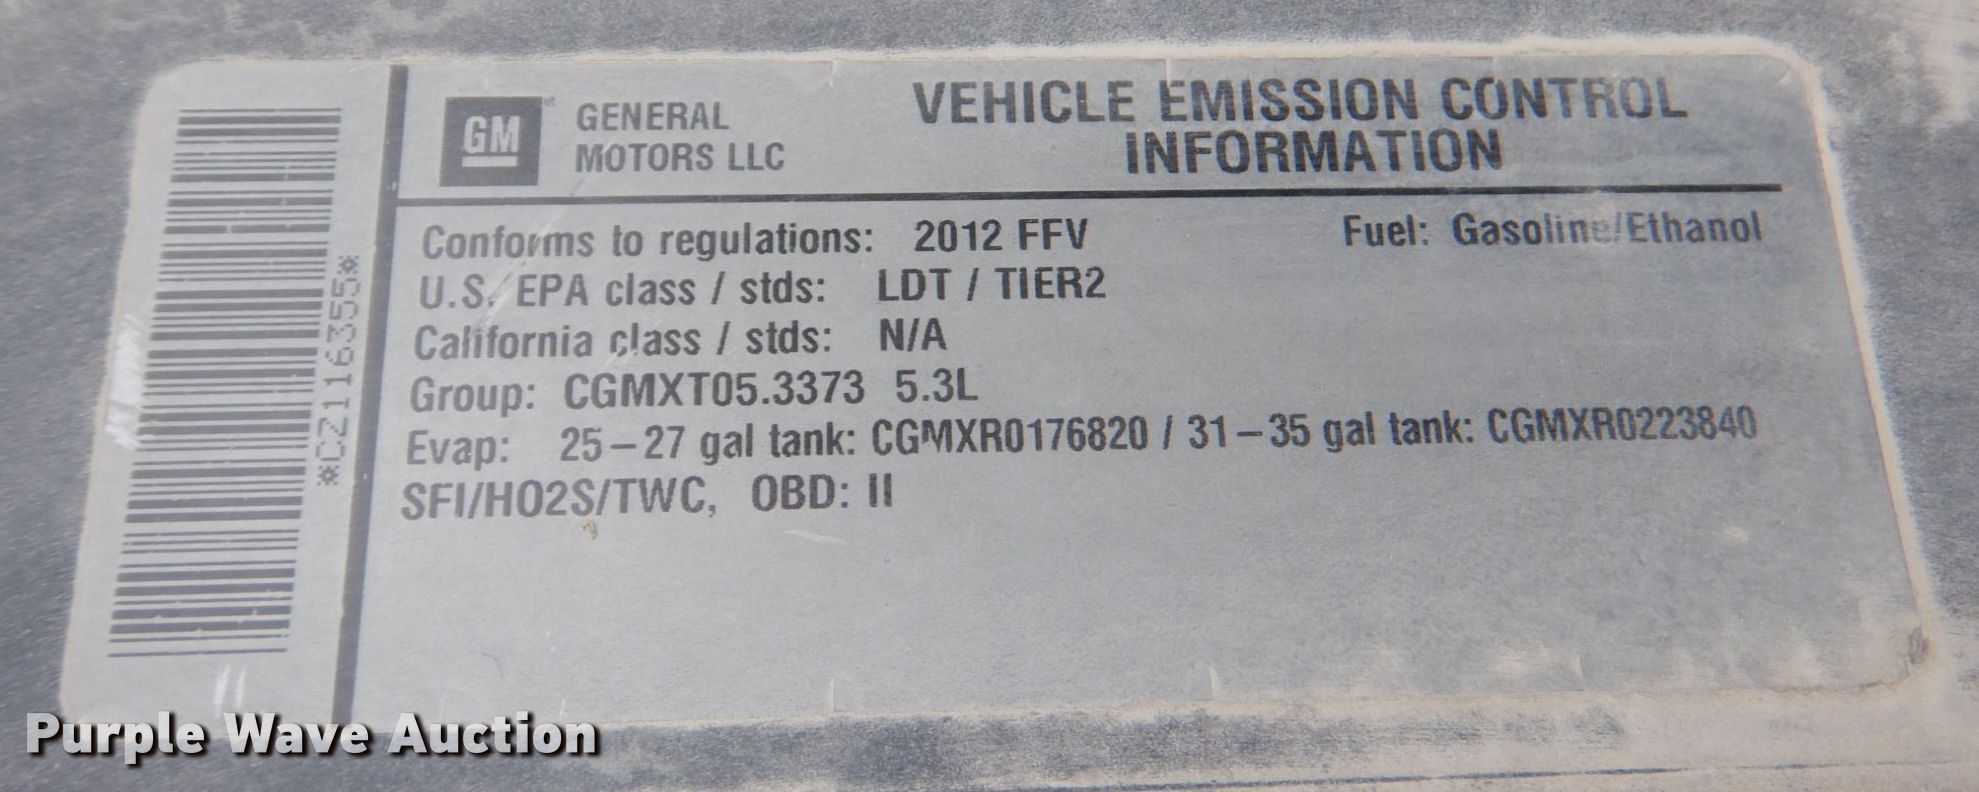 GM
GENERAL
MOTORS LLC
VEHICLE EMISSION CONTROL
INFORMATION
Conforms to regulations: 2012 FFV Fuel: Gasoline/Ethanol
U.S. EPA class / stds: LDT / TIER2
California class / stds: N/A
Group: CGMXT05.3373 5.3L
Evap: 25–27 gal tank: CGMXR0176820 / 31–35 gal tank: CGMXR0223840
SFI/HO2S/TWC, OBD: II
*CZ116355*
Purple Wave Auction